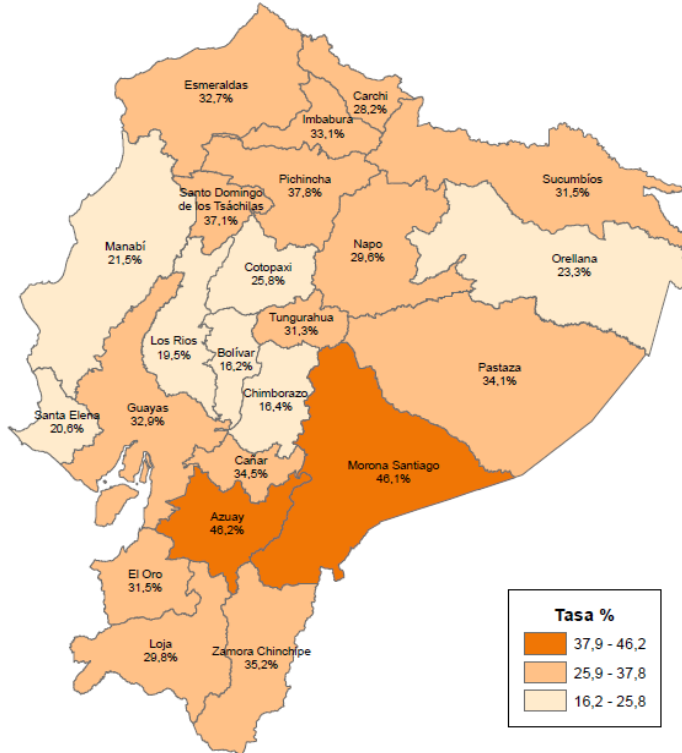 Esmeraldas
32,7%
Carchi
28,2%
Imbabura
33,1%
Pichincha
37,8%
Sucumbíos
31,5%
Santo Domingo
de los Tsáchilas
37,1%
Manabí
21,5%
Napo
29,6%
Orellana
23,3%
Cotopaxi
25,8%
Tungurahua
31,3%
Los Rios
19,5%
Bolívar
16,2%
Pastaza
34,1%
Chimborazo
16,4%
Santa Elena
20,6%
Guayas
32,9%
Cañar
34,5%
Morona Santiago
46,1%
Azuay
46,2%
El Oro
31,5%
Loja
29,8%
Zamora Chinchipe
35,2%
Tasa %
37,9 - 46,2
25,9 - 37,8
16,2 - 25,8